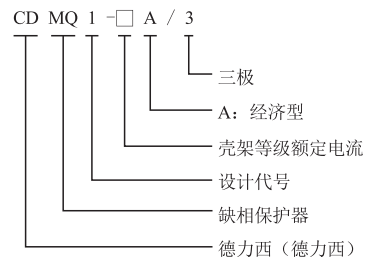 CD MQ 1 -□ A / 3
三极
A：经济型
壳架等级额定电流
设计代号
缺相保护器
德力西（德力西）